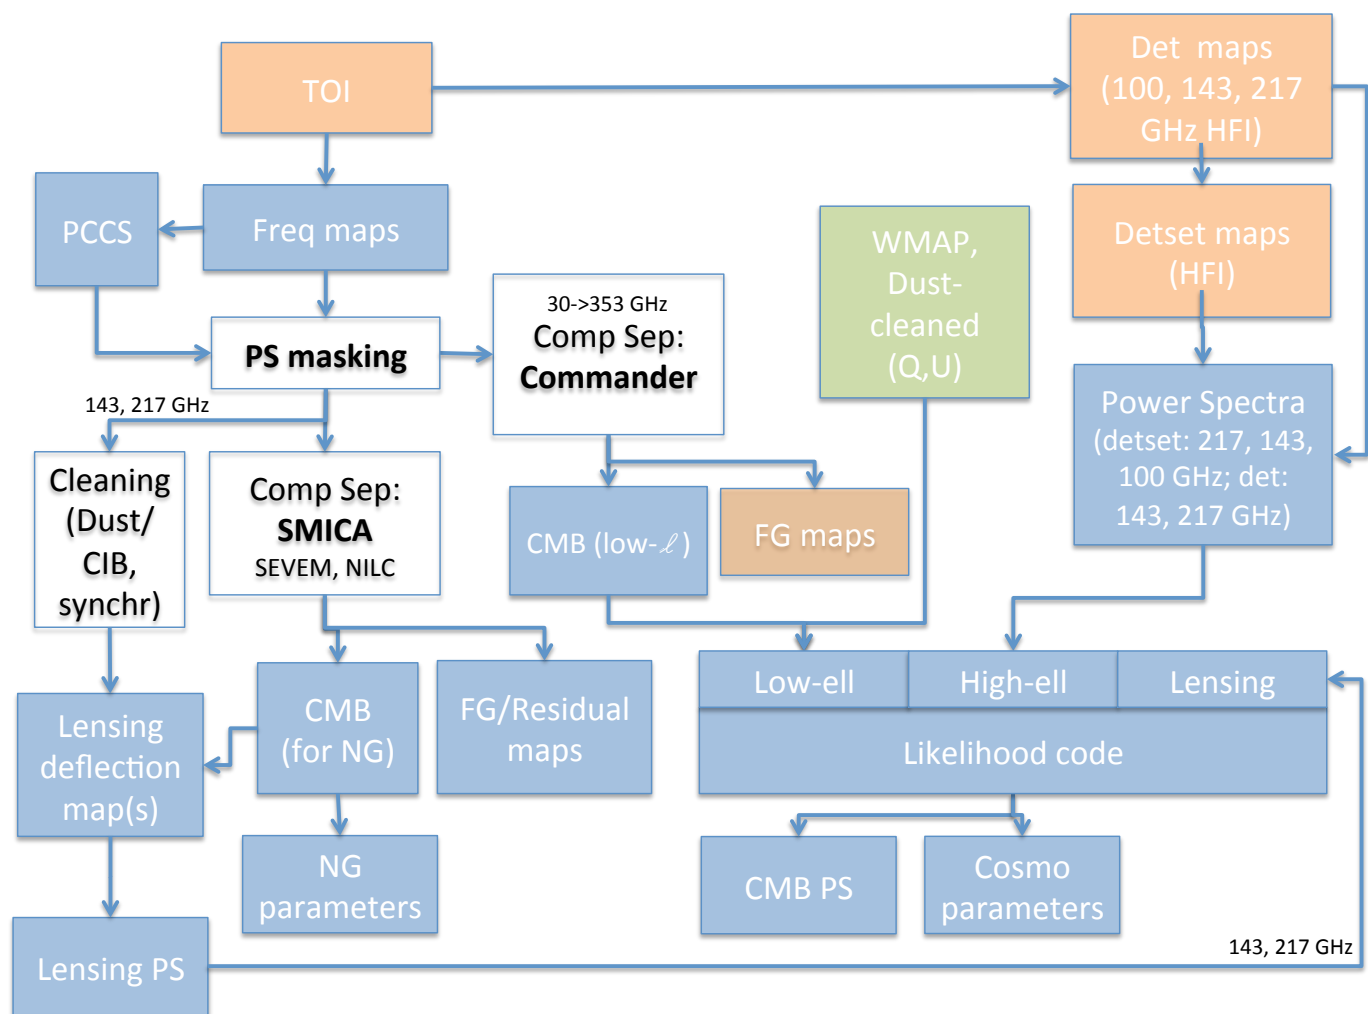 TOI
Det maps
(100, 143, 217
GHz HFI)
PCCS
Freq maps
WMAP,
Dust-
cleaned
(Q,U)
Detset maps
(HFI)
30->353 GHz
Comp Sep:
Commander
PS masking
143, 217 GHz
Power Spectra
(detset: 217, 143,
100 GHz; det:
143, 217 GHz)
Cleaning
(Dust/
CIB,
synchr)
Comp Sep:
SMICA
SEVEM, NILC
CMB (low-ℓ)
FG maps
Low-ell
High-ell
Lensing
Likelihood code
Lensing
deflection
map(s)
CMB
(for NG)
FG/Residual
maps
NG
parameters
CMB PS
Cosmo
parameters
143, 217 GHz
Lensing PS